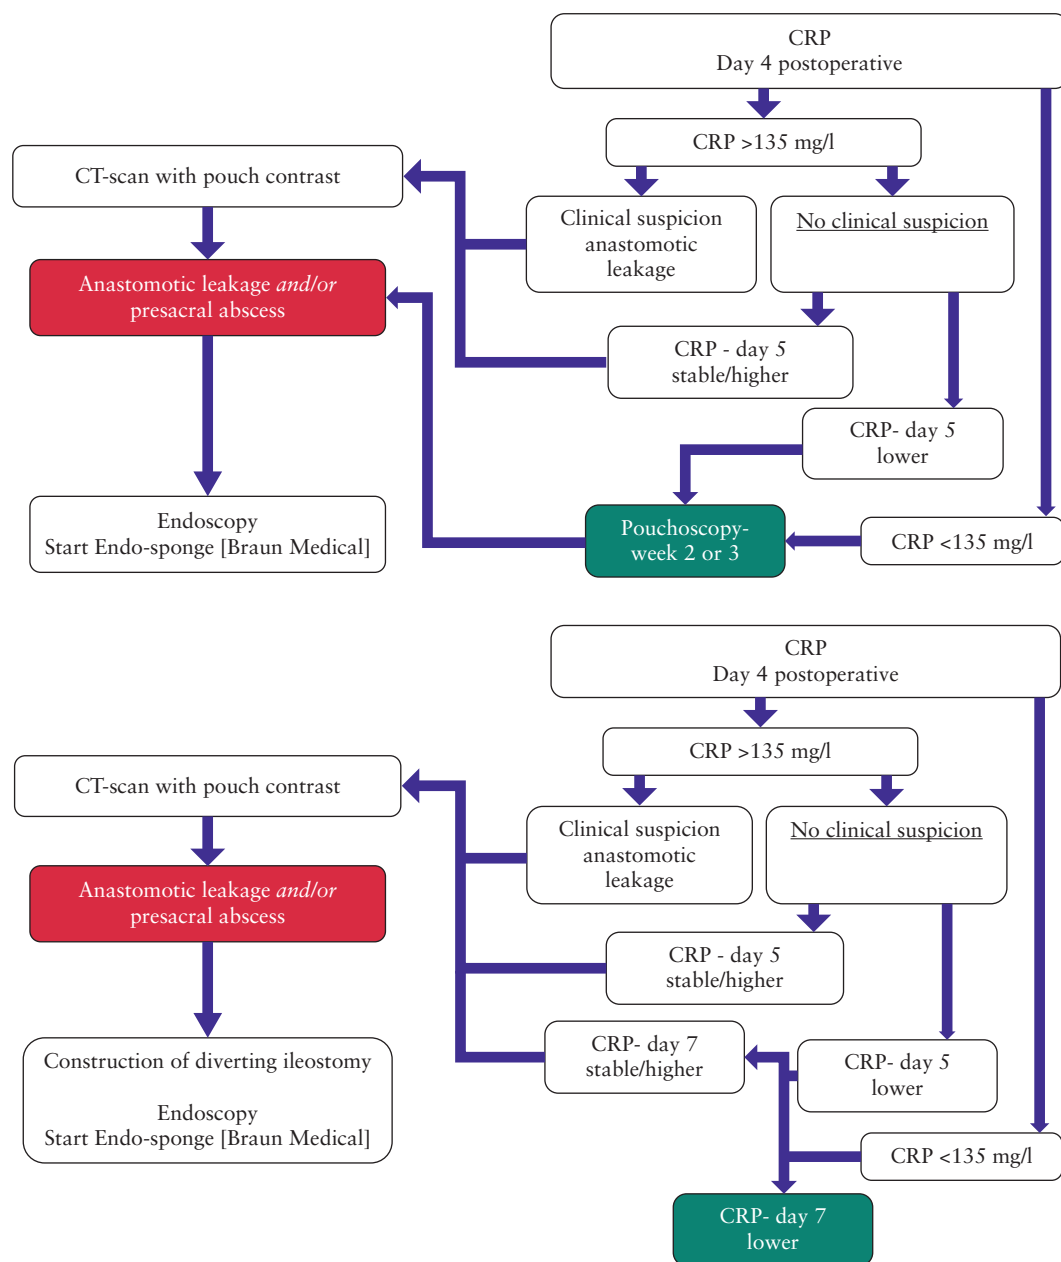 CRP
Day 4 postoperative
CRP >135 mg/l
CT-scan with pouch contrast
Clinical suspicion
anastomotic
leakage
No clinical suspicion
Anastomotic leakage and/or
presacral abscess
CRP - day 5
stable/higher
CRP- day 5
lower
Endoscopy
Start Endo-sponge [Braun Medical]
Pouchoscopy-
week 2 or 3
CRP <135 mg/l
CRP
Day 4 postoperative
CRP >135 mg/l
CT-scan with pouch contrast
Clinical suspicion
anastomotic
leakage
No clinical suspicion
Anastomotic leakage and/or
presacral abscess
CRP - day 5
stable/higher
Construction of diverting ileostomy
Endoscopy
Start Endo-sponge [Braun Medical]
CRP- day 7
stable/higher
CRP- day 5
lower
CRP <135 mg/l
CRP- day 7
lower